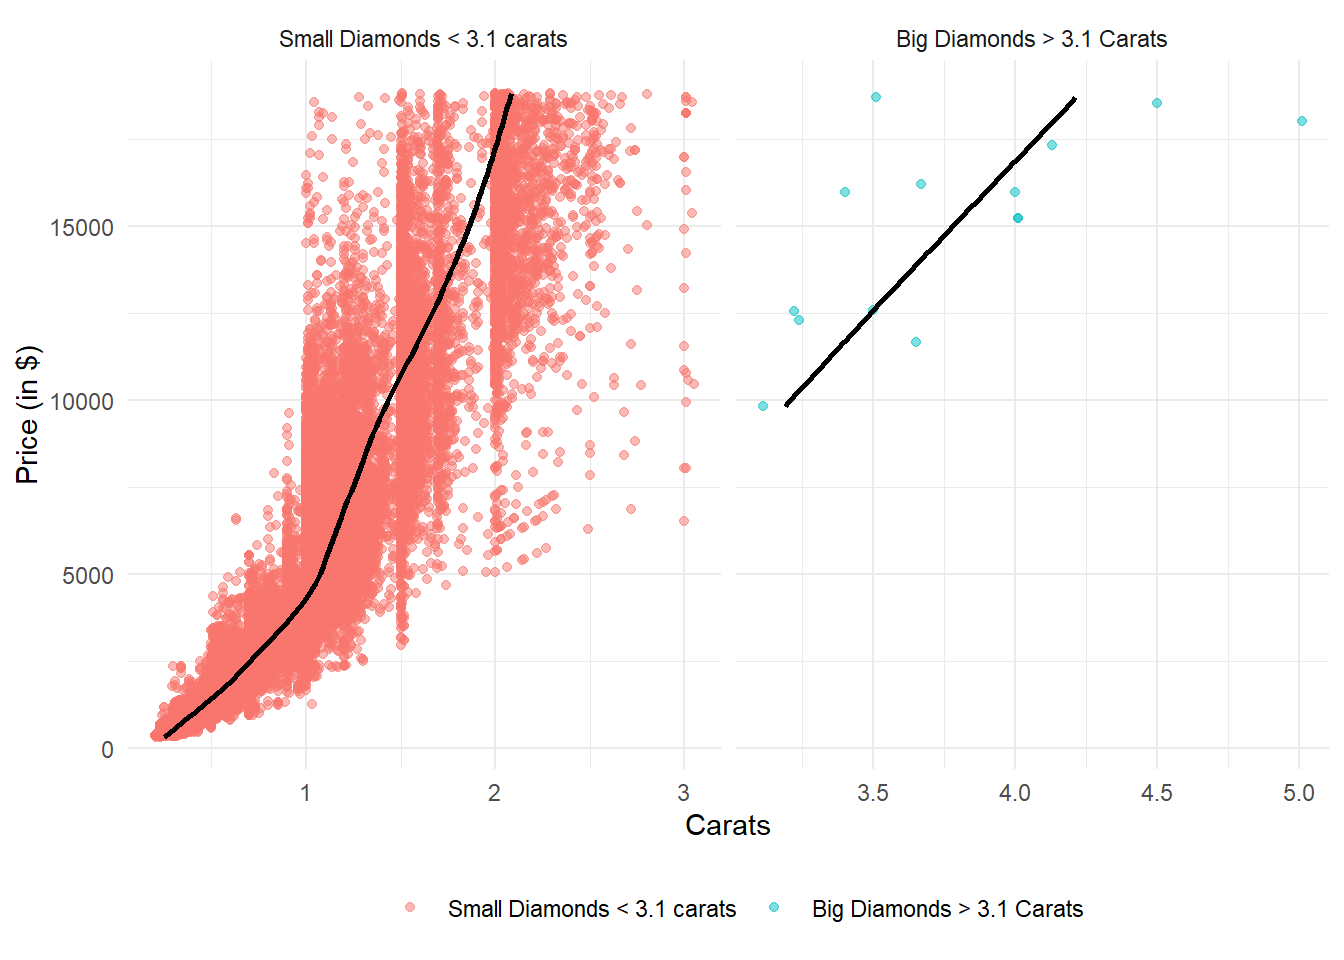 Small Diamonds < 3.1 carats
Big Diamonds > 3.1 Carats
Price (in $)
15000
10000
5000
0
1 2 3
3.5 4.0 4.5 5.0
Carats
Small Diamonds < 3.1 carats
Big Diamonds > 3.1 Carats